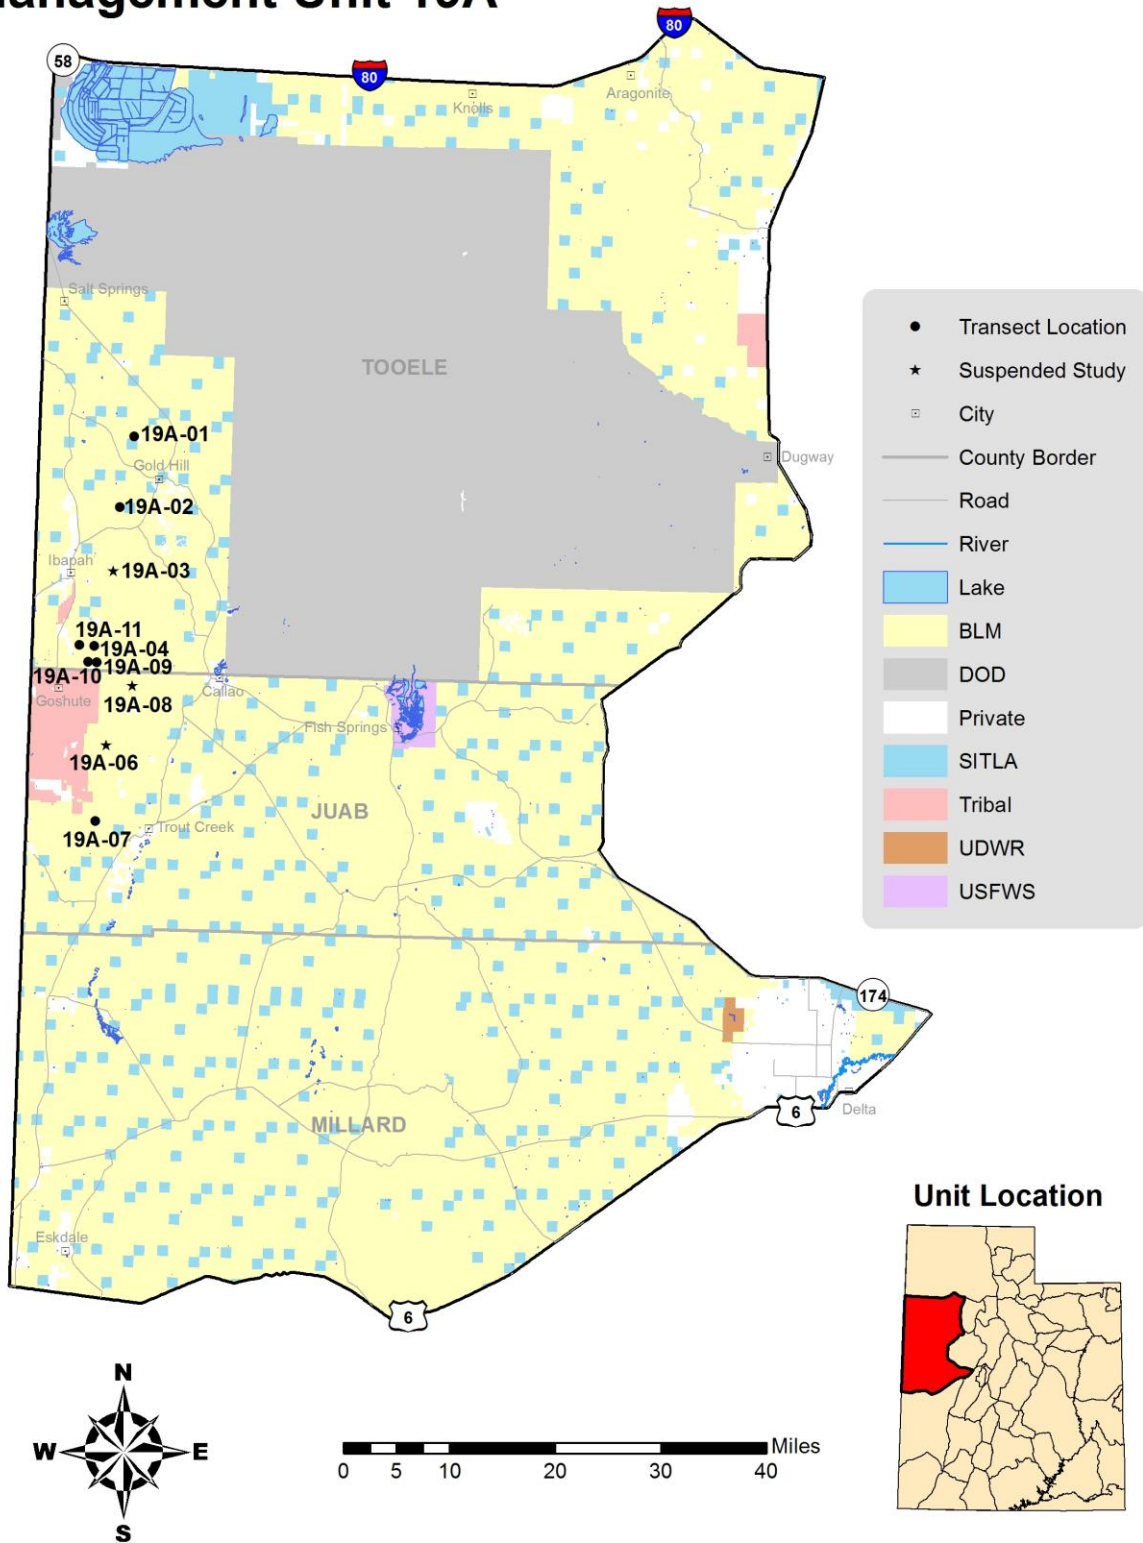 anagement Unit 19A
80
58
80
Knolls
Aragonite
Salt Springs
TOOELE
19A-01
Gold Hill
Dugway
19A-02
Ibapah
19A-03
19A-11
19A-04
19A-10
19A-09
Goshute
19A-08
Callao
Fish Springs
19A-06
JUAB
19A-07
Trout Creek
174
MILLARD
6
Delta
Eskdale
6
Transect Location
Suspended Study
City
County Border
Road
River
Lake
BLM
DOD
Private
SITLA
Tribal
UDWR
USFWS
Unit Location
N
W
E
S
Miles
0 5 10 20 30 40